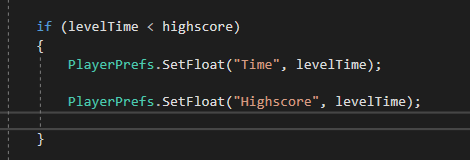 if (levelTime < highscore)
{
PlayerPrefs.SetFloat("Time", levelTime);
PlayerPrefs.SetFloat("Highscore", levelTime);
}